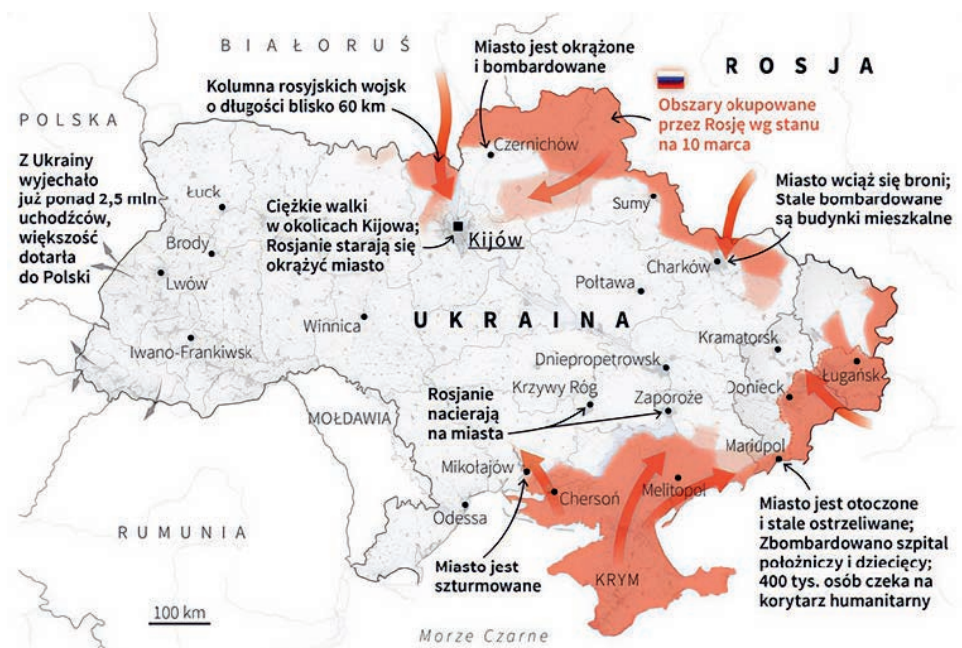 BIAŁORUŚ
Miasto jest okrążone
i bombardowane
ROSJA
Kolumna rosyjskich wojsk
o długości blisko 60 km
Obszary okupowane
przez Rosję wg stanu
na 10 marca
POLSKA
Czernichów
Z Ukrainy
wyjechało
już ponad 2,5 mln
uchodźców,
większość
dotarła
do Polski
Łuck
Ciężkie walki
w okolicach Kijowa;
Rosjanie starają się
okrążyć miasto
Sumy
Miasto wciąż się broni;
Stale bombardowane
są budynki mieszkalne
Kijów
Brody
Lwów
Charków
Połtawa
Winnica
UKRAINA
Iwano-Frankiwsk
Kramatorsk
Dniepropetrowsk
Ługańsk
Krzywy Róg
Zaporoże
Donieck
MOŁDAWIA
Rosjanie
nacierają
na miasta
Mariupol
Mikołajów
Chersoń
Melitopol
Odessa
Miasto jest otoczone
i stale ostrzeliwane;
Zbombardowano szpital
położniczy i dziecięcy;
400 tys. osób czeka na
korytarz humanitarny
RUMUNIA
Miasto jest
szturmowane
KRYM
100 km
Morze Czarne